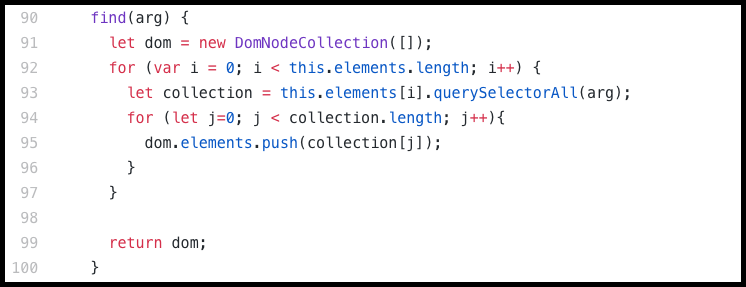 90 find(arg) {
91 let dom = new DomNodeCollection([]);
92 for (var i = 0; i < this.elements.length; i++) {
93 let collection = this.elements[i].querySelectorAll(arg);
94 for (let j=0; j < collection.length; j++){
95 dom.elements.push(collection[j]);
96 }
97 }
98
99 return dom;
100 }